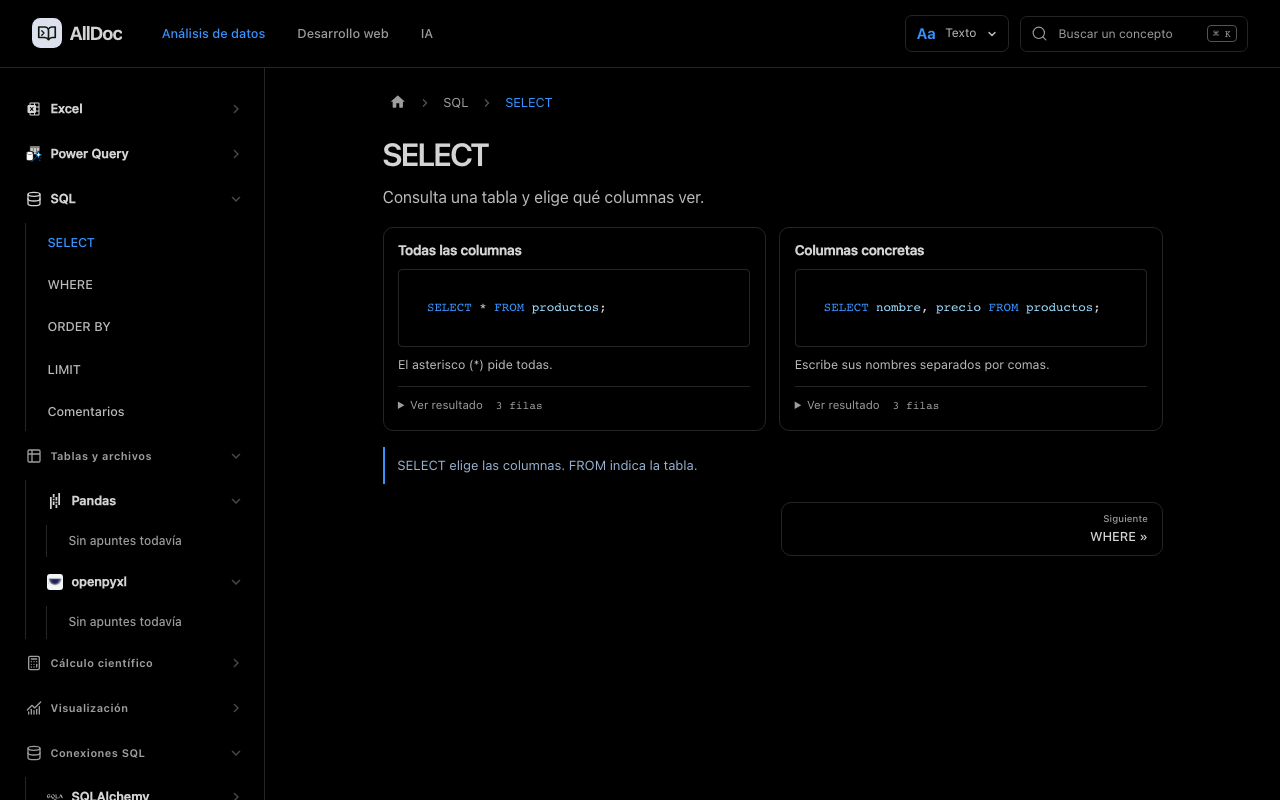 AllDoc
Análisis de datos
Desarrollo web
IA
Aa Texto
Buscar un concepto
⌘ K
Excel
Power Query
SQL
SELECT
WHERE
ORDER BY
LIMIT
Comentarios
Tablas y archivos
Pandas
Sin apuntes todavía
openpyxl
Sin apuntes todavía
Cálculo científico
Visualización
Conexiones SQL
SQLAlchemy
SQL
SELECT
SELECT
Consulta una tabla y elige qué columnas ver.
Todas las columnas
SELECT * FROM productos;
El asterisco (*) pide todas.
Ver resultado 3 filas
Columnas concretas
SELECT nombre, precio FROM productos;
Escribe sus nombres separados por comas.
Ver resultado 3 filas
SELECT elige las columnas. FROM indica la tabla.
Siguiente
WHERE »